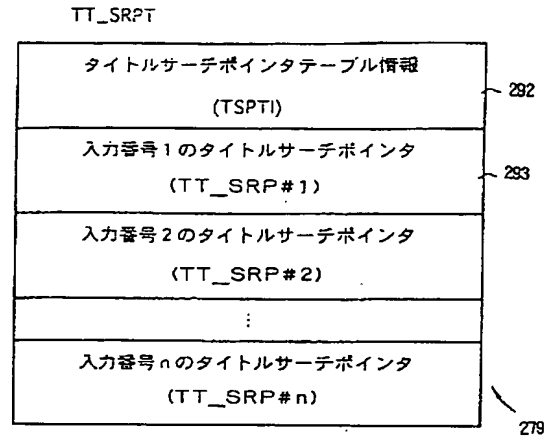 TT_SRPT
タイトルサーチポインタテーブル情報
(TSPTI)
292
入力番号1のタイトルサーチポインタ
(TT_SRP#1)
293
入力番号2のタイトルサーチポインタ
(TT_SRP#2)
⋮
入力番号nのタイトルサーチポインタ
(TT_SRP#n)
279